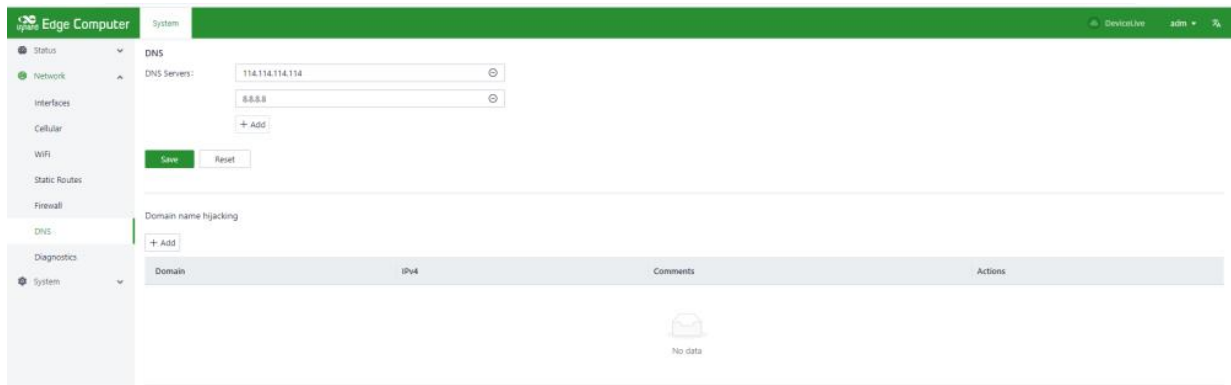 Edge Computer
System
DeviceLive
adm
Status
Network
Interfaces
Cellular
WiFi
Static Routes
Firewall
DNS
Diagnostics
System
DNS
DNS Servers:
114.114.114.114
8.8.8.8
+ Add
Save
Reset
Domain name hijacking
+ Add
Domain IPv4 Comments Actions
No data